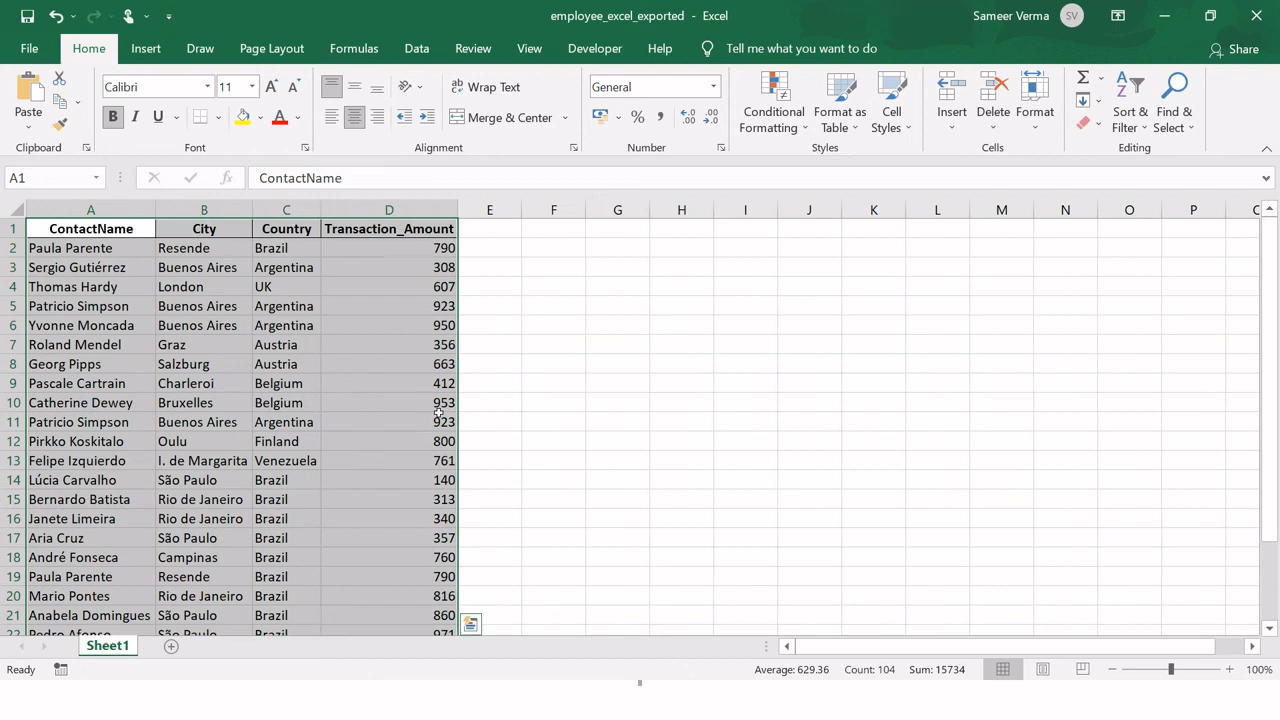 employee_excel_exported - Excel
Sameer Verma SV
File Home Insert Draw Page Layout Formulas Data Review View Developer Help Tell me what you want to do Share
Calibri 11 Wrap Text General
Paste B I U Merge & Center % , Conditional Formatting Format as Table Cell Styles Insert Delete Format Sort & Filter Find & Select
Clipboard Font Alignment Number Styles Cells Editing
A1 fx ContactName
A B C D E F G H I J K L M N O P
1 ContactName City Country Transaction_Amount
2 Paula Parente Resende Brazil 790
3 Sergio Gutiérrez Buenos Aires Argentina 308
4 Thomas Hardy London UK 607
5 Patricio Simpson Buenos Aires Argentina 923
6 Yvonne Moncada Buenos Aires Argentina 950
7 Roland Mendel Graz Austria 356
8 Georg Pipps Salzburg Austria 663
9 Pascale Cartrain Charleroi Belgium 412
10 Catherine Dewey Bruxelles Belgium 953
11 Patricio Simpson Buenos Aires Argentina 923
12 Pirkko Koskitalo Oulu Finland 800
13 Felipe Izquierdo I. de Margarita Venezuela 761
14 Lúcia Carvalho São Paulo Brazil 140
15 Bernardo Batista Rio de Janeiro Brazil 313
16 Janete Limeira Rio de Janeiro Brazil 340
17 Aria Cruz São Paulo Brazil 357
18 André Fonseca Campinas Brazil 760
19 Paula Parente Resende Brazil 790
20 Mario Pontes Rio de Janeiro Brazil 816
21 Anabela Domingues São Paulo Brazil 860
22 Pedro Afonso São Paulo Brazil 971
Sheet1
Ready Average: 629.36 Count: 104 Sum: 15734 100%